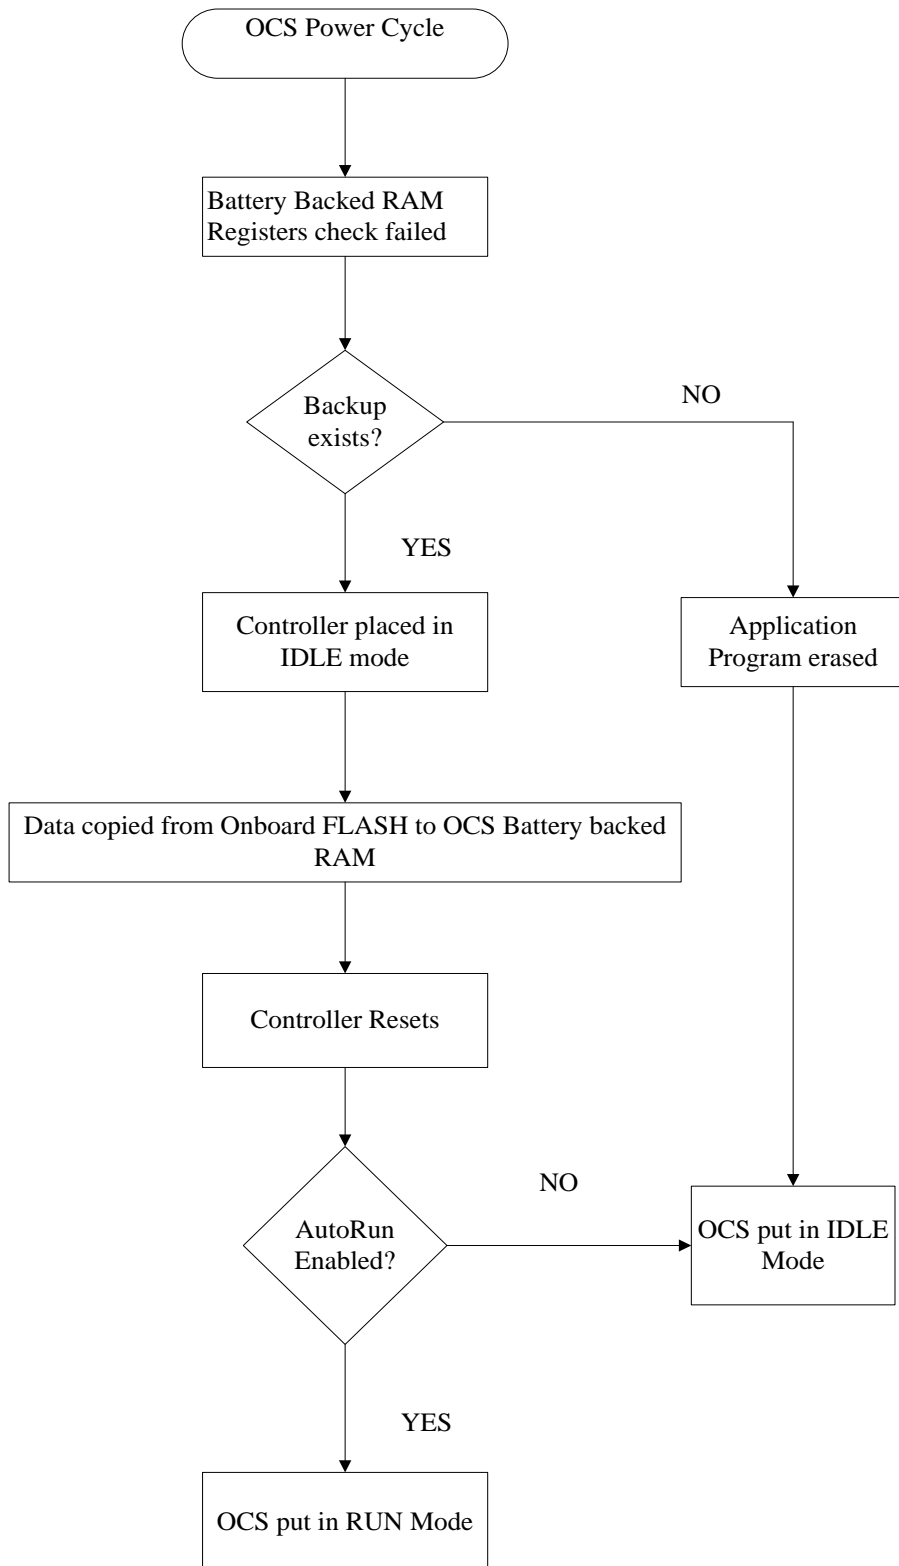 OCS Power Cycle
Battery Backed RAM
Registers check failed
Backup
exists?
NO
YES
Controller placed in
IDLE mode
Application
Program erased
Data copied from Onboard FLASH to OCS Battery backed
RAM
Controller Resets
AutoRun
Enabled?
NO
OCS put in IDLE
Mode
YES
OCS put in RUN Mode